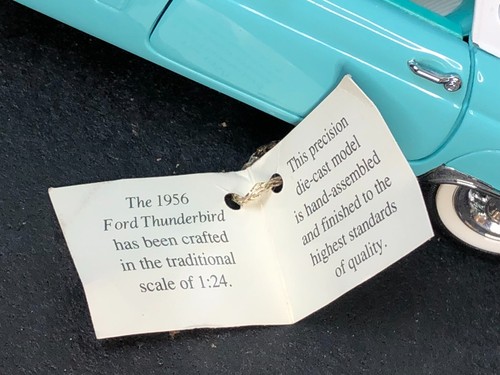 The 1956
Ford Thunderbird
has been crafted
in the traditional
scale of 1:24.
This precision
die-cast model
is hand-assembled
and finished to the
highest standards
of quality.